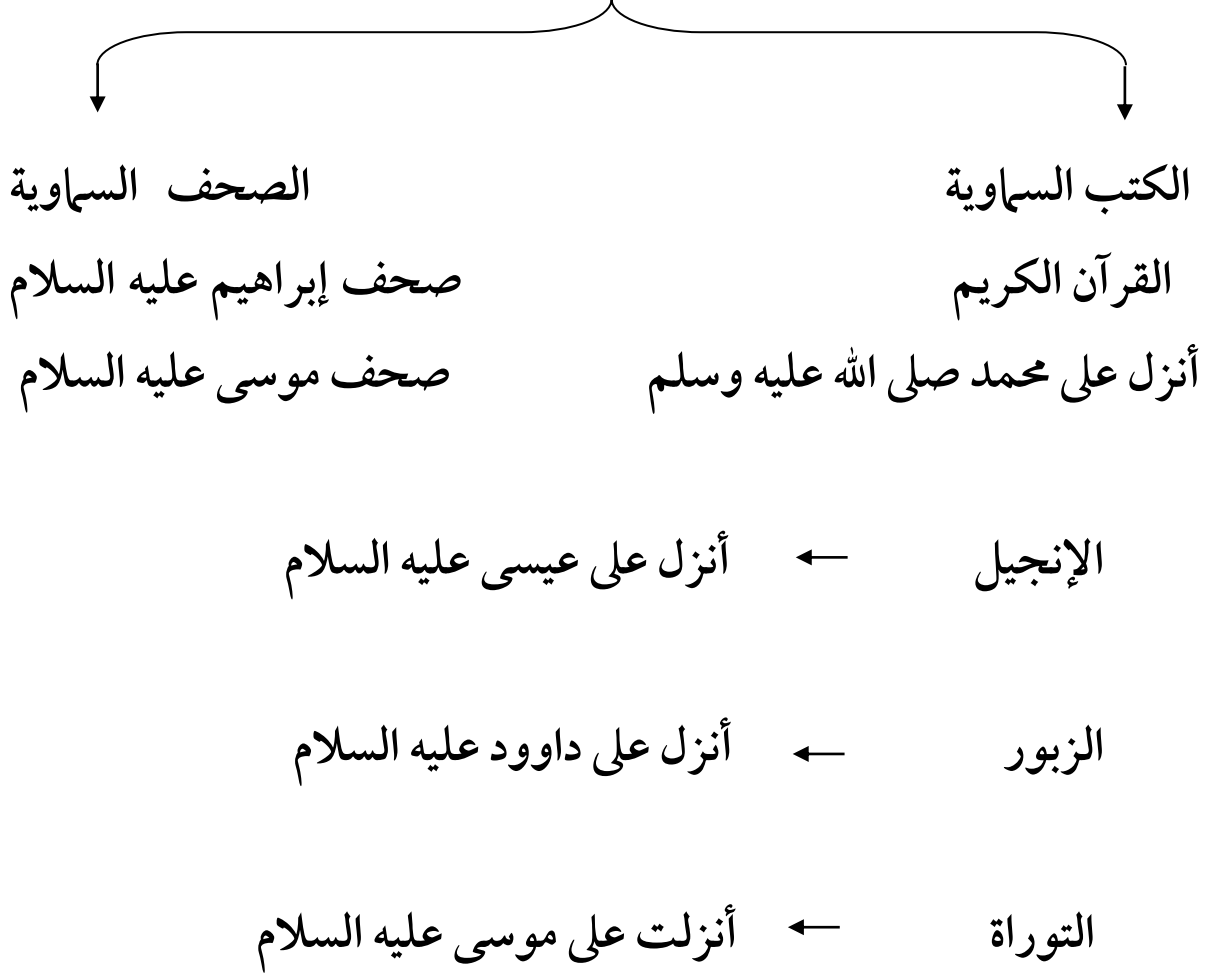 الكتب السماوية
الصحف السماوية
القرآن الكريم
صحف إبراهيم عليه السلام
أنزل على محمد صلى الله عليه وسلم
صحف موسى عليه السلام
الإنجيل ← أنزل على عيسى عليه السلام
الزبور ← أنزل على داوود عليه السلام
التوراة ← أنزلت على موسى عليه السلام